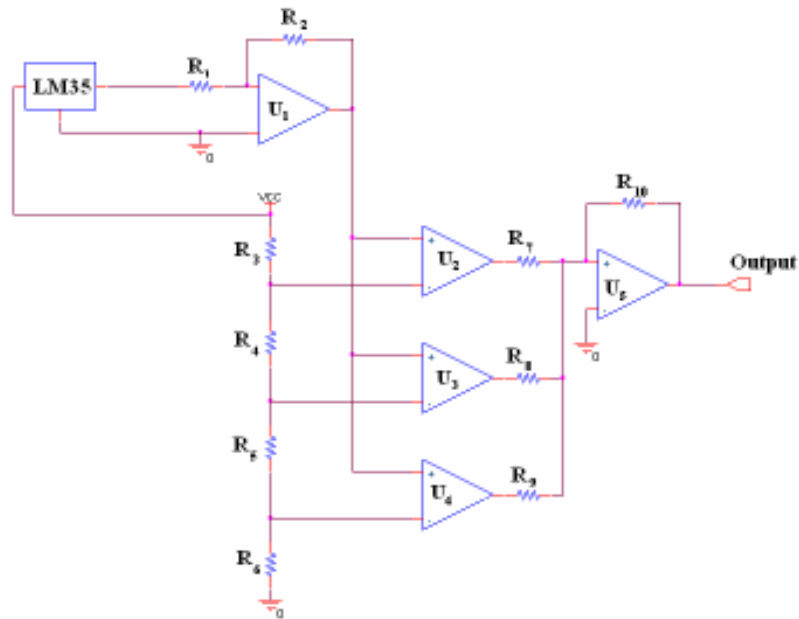 R2
R1
LM35
U1
0
VCC
R3
R10
R7
U2
Output
U5
R4
0
R8
U3
R5
R9
U4
R6
0